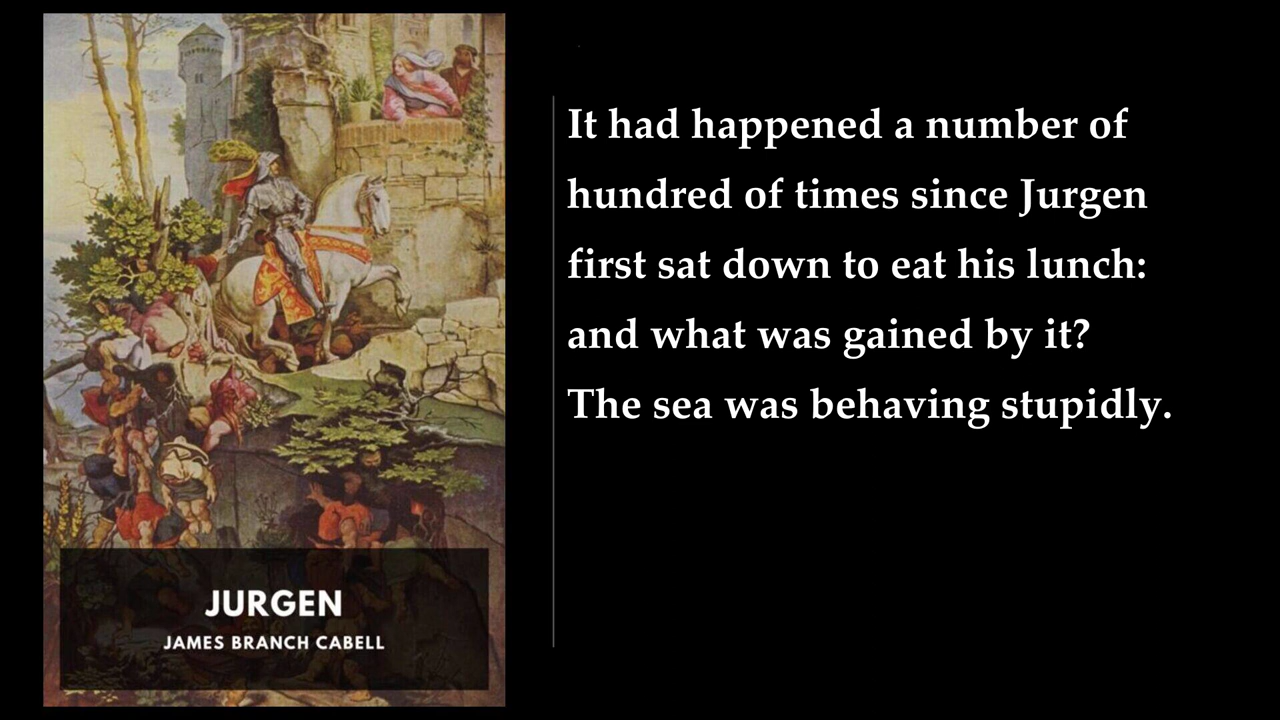 It had happened a number of
hundred of times since Jurgen
first sat down to eat his lunch:
and what was gained by it?
The sea was behaving stupidly.
JURGEN
JAMES BRANCH CABELL